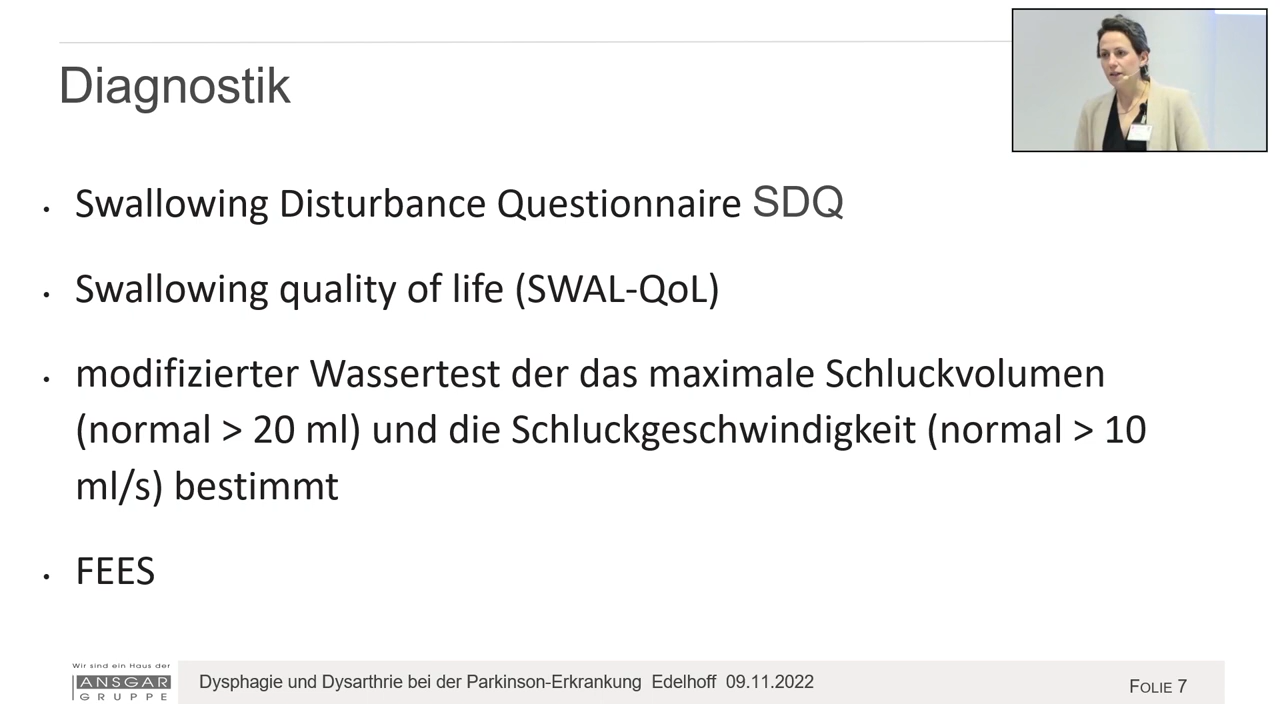 Diagnostik
• Swallowing Disturbance Questionnaire SDQ
• Swallowing quality of life (SWAL-QoL)
• modifizierter Wassertest der das maximale Schluckvolumen
(normal > 20 ml) und die Schluckgeschwindigkeit (normal > 10
ml/s) bestimmt
• FEES
Wir sind ein Haus der
ANSGAR
GRUPPE
Dysphagie und Dysarthrie bei der Parkinson-Erkrankung Edelhoff 09.11.2022
FOLIE 7